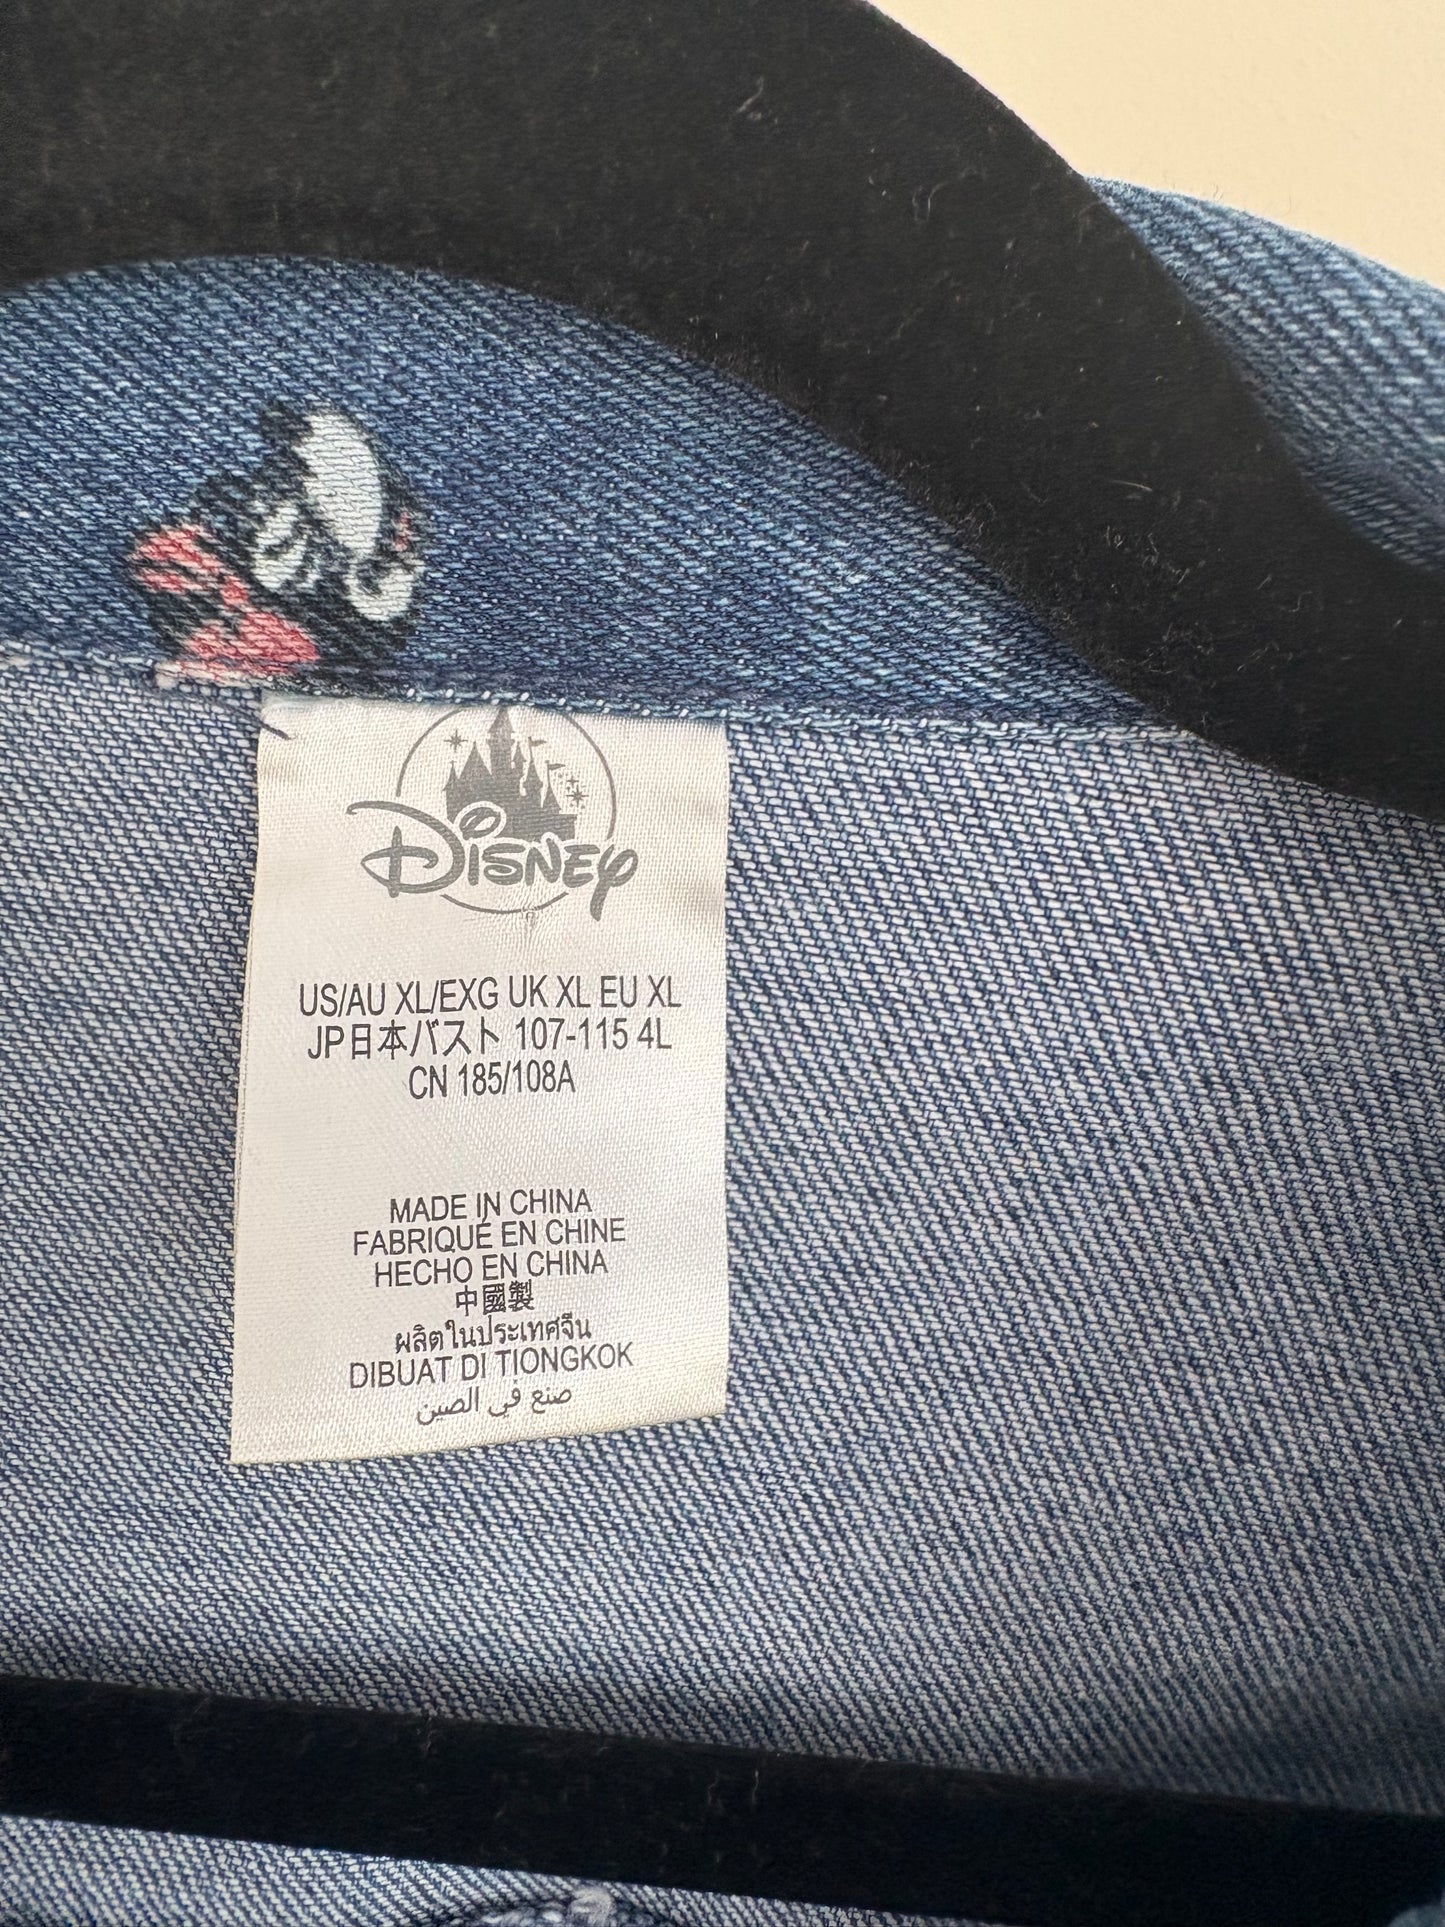 Disney
US/AU XL/EXG UK XL EU XL
JP日本バスト 107-115 4L
CN 185/108A
MADE IN CHINA
FABRIQUÉ EN CHINE
HECHO EN CHINA
中國製
ผลิตในประเทศจีน
DIBUAT DI TIONGKOK
صنع في الصين